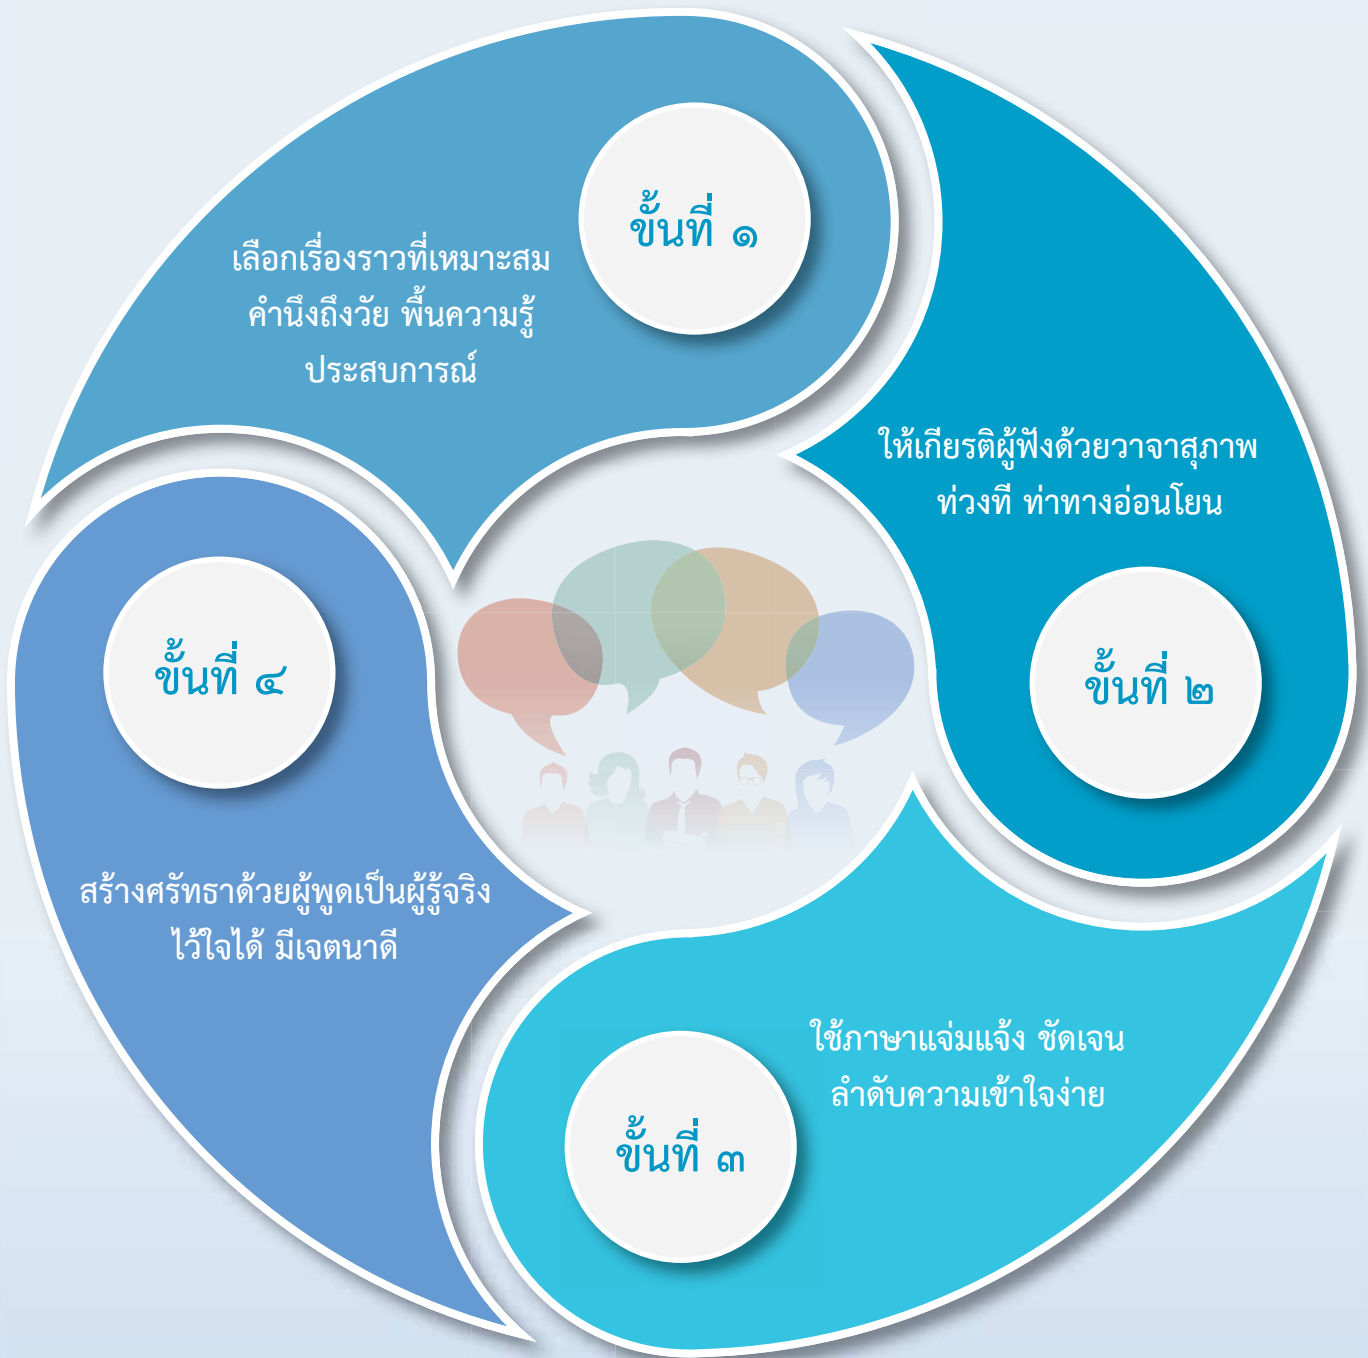 ขั้นที่ ๑
เลือกเรื่องราวที่เหมาะสม
คำนึงถึงวัย พื้นความรู้
ประสบการณ์
ให้เกียรติผู้ฟังด้วยวาจาสุภาพ
ท่วงที ท่าทางอ่อนโยน
ขั้นที่ ๒
ใช้ภาษาแจ่มแจ้ง ชัดเจน
ลำดับความเข้าใจง่าย
ขั้นที่ ๓
ขั้นที่ ๔
สร้างศรัทธาด้วยผู้พูดเป็นผู้รู้จริง
ไว้ใจได้ มีเจตนาดี